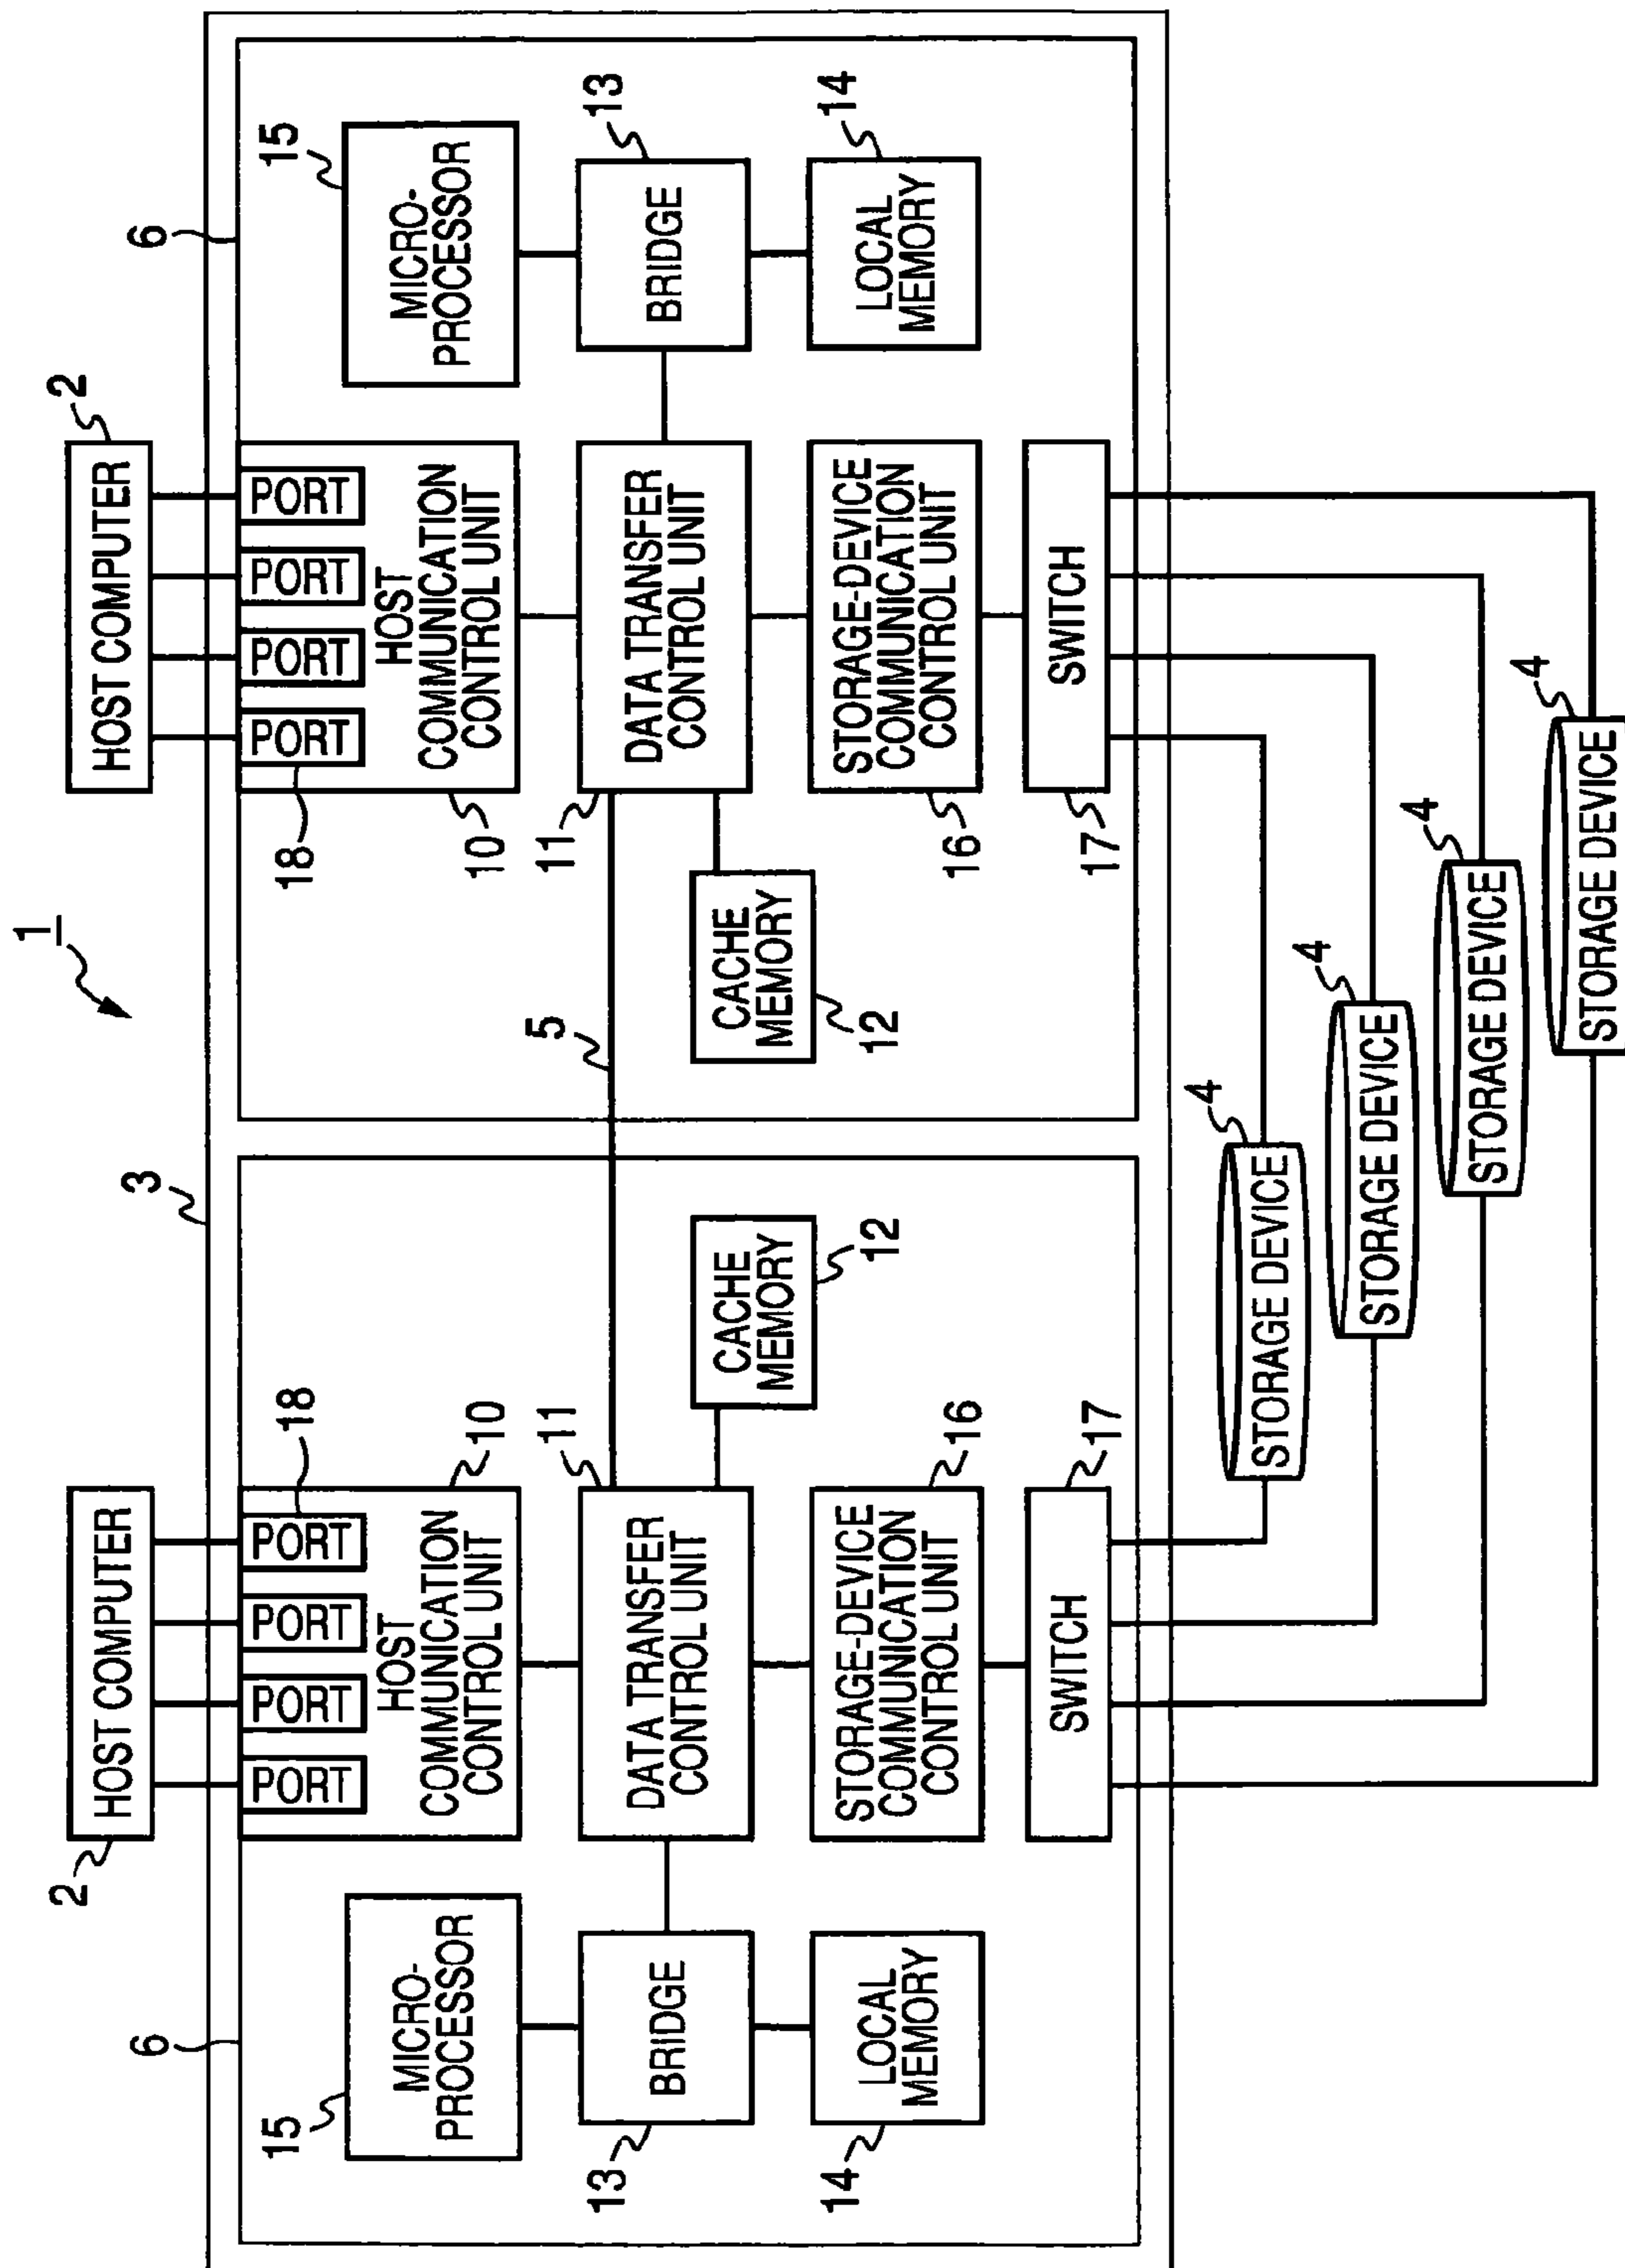 1
2
HOST COMPUTER
HOST COMPUTER
2
3
6
6
18
PORT
PORT
PORT
PORT
HOST
COMMUNICATION
CONTROL UNIT
10
15
MICRO-
PROCESSOR
11
DATA TRANSFER
CONTROL UNIT
13
BRIDGE
14
LOCAL
MEMORY
CACHE
MEMORY
12
16
STORAGE-DEVICE
COMMUNICATION
CONTROL UNIT
17
SWITCH
5
18
PORT
PORT
PORT
PORT
HOST
COMMUNICATION
CONTROL UNIT
10
15
MICRO-
PROCESSOR
11
DATA TRANSFER
CONTROL UNIT
13
BRIDGE
14
LOCAL
MEMORY
CACHE
MEMORY
12
16
STORAGE-DEVICE
COMMUNICATION
CONTROL UNIT
17
SWITCH
4
STORAGE DEVICE
4
STORAGE DEVICE
4
STORAGE DEVICE
4
STORAGE DEVICE